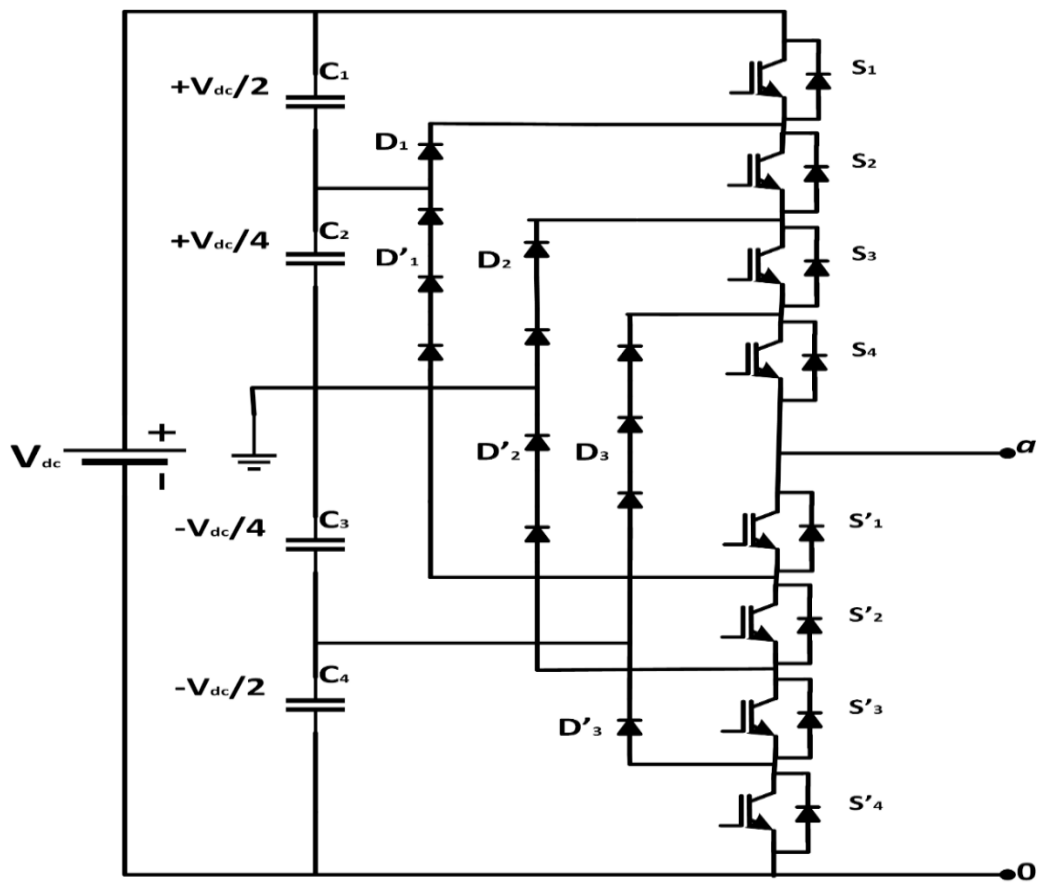 C₁
+Vdc/2
S₁
D₁
S₂
C₂
+Vdc/4
D'₁
D₂
S₃
S₄
+
Vdc
−
D'₂
D₃
a
C₃
-Vdc/4
S'₁
S'₂
C₄
-Vdc/2
D'₃
S'₃
S'₄
0